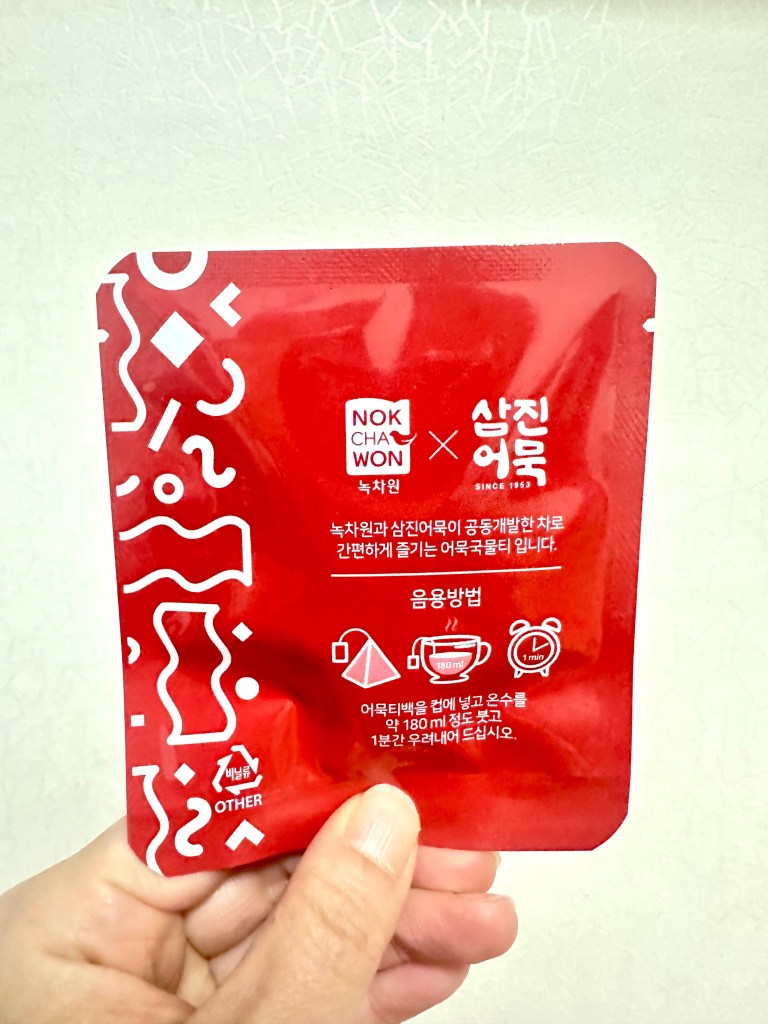 NOK
CHA
WON
녹차원
삼진
어묵
SINCE 1953
녹차원과 삼진어묵이 공동개발한 차로
간편하게 즐기는 어묵국물티 입니다.
음용방법
180 ml
1 min
어묵티백을 컵에 넣고 온수를
약 180 ml 정도 붓고
1분간 우려내어 드십시오.
비닐류
OTHER